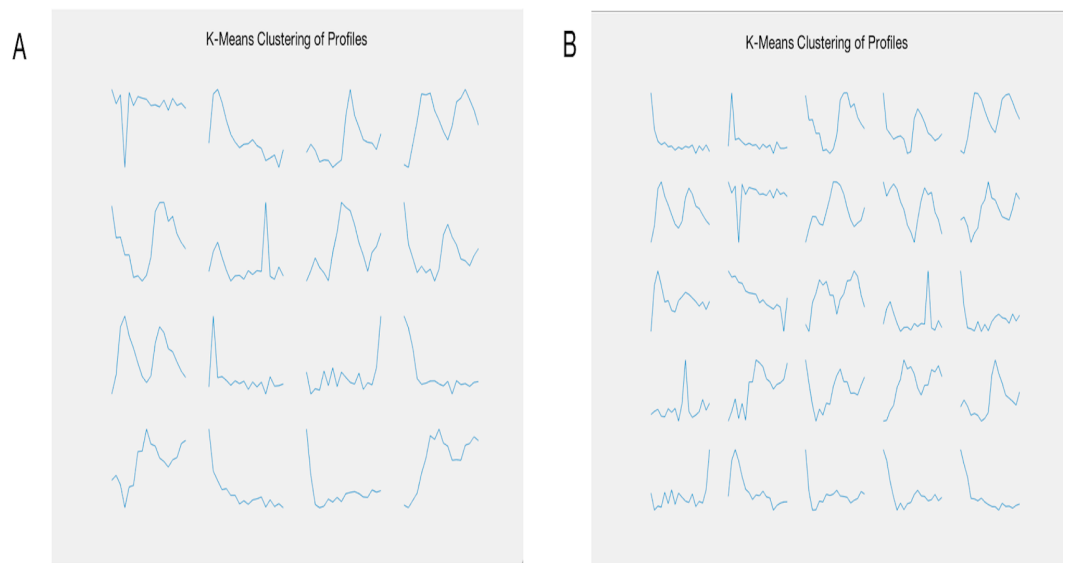 A
K-Means Clustering of Profiles
B
K-Means Clustering of Profiles